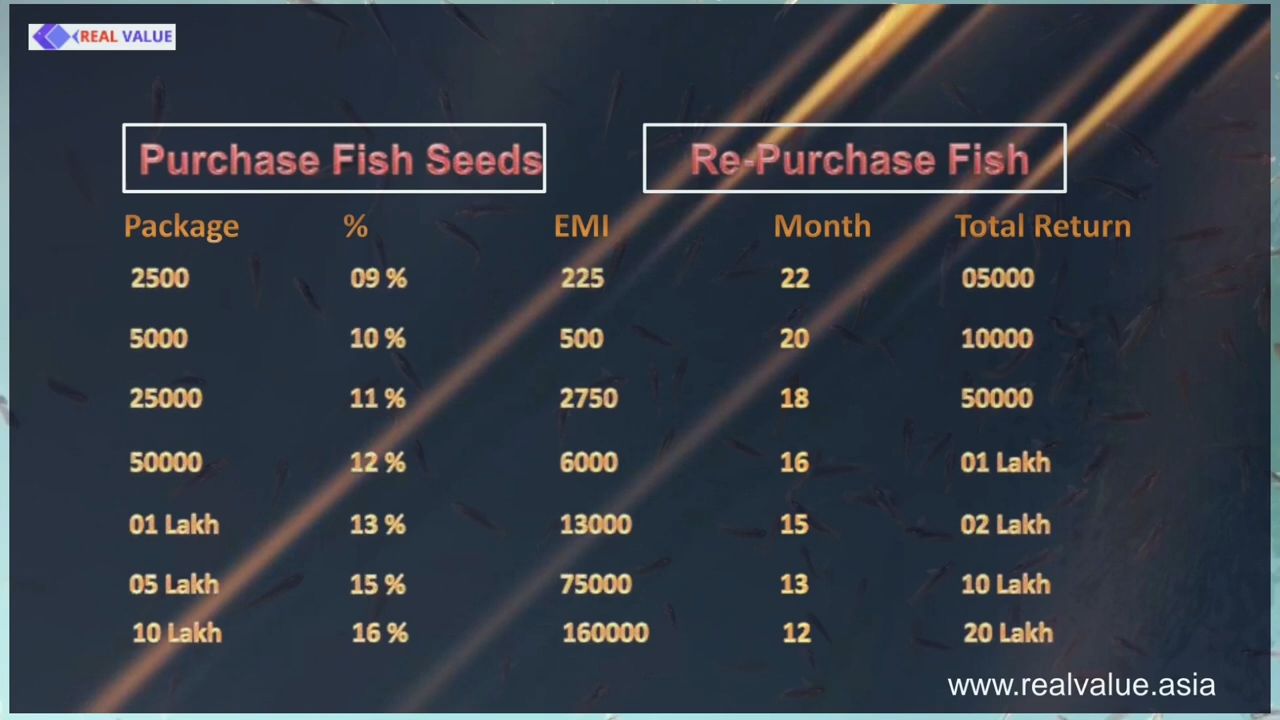 REAL VALUE
Purchase Fish Seeds Re-Purchase Fish
Package % EMI Month Total Return
2500 09 % 225 22 05000
5000 10 % 500 20 10000
25000 11 % 2750 18 50000
50000 12 % 6000 16 01 Lakh
01 Lakh 13 % 13000 15 02 Lakh
05 Lakh 15 % 75000 13 10 Lakh
10 Lakh 16 % 160000 12 20 Lakh
www.realvalue.asia